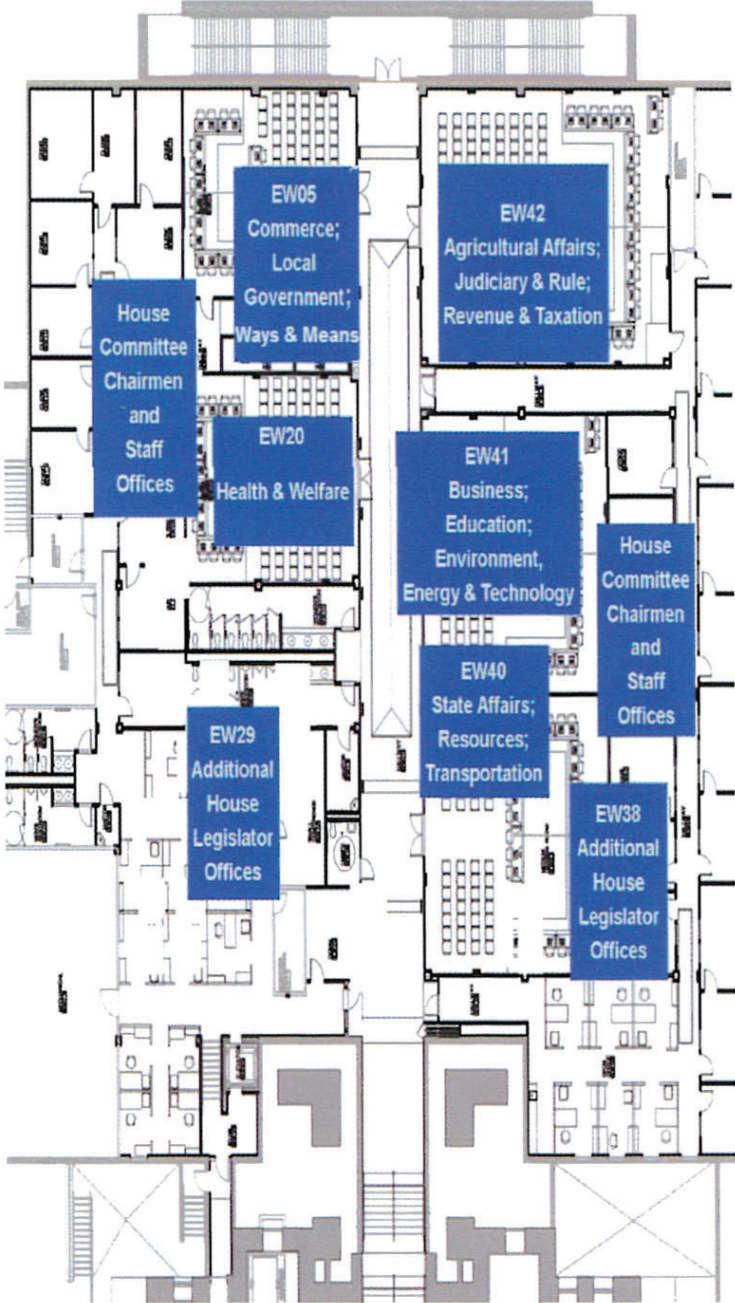 EW05
Commerce;
Local
Government;
Ways & Means
EW42
Agricultural Affairs;
Judiciary & Rule;
Revenue & Taxation
House
Committee
Chairmen
and
Staff
Offices
EW20
Health & Welfare
EW41
Business;
Education;
Environment,
Energy & Technology
House
Committee
Chairmen
and
Staff
Offices
EW40
State Affairs;
Resources;
Transportation
EW29
Additional
House
Legislator
Offices
EW38
Additional
House
Legislator
Offices